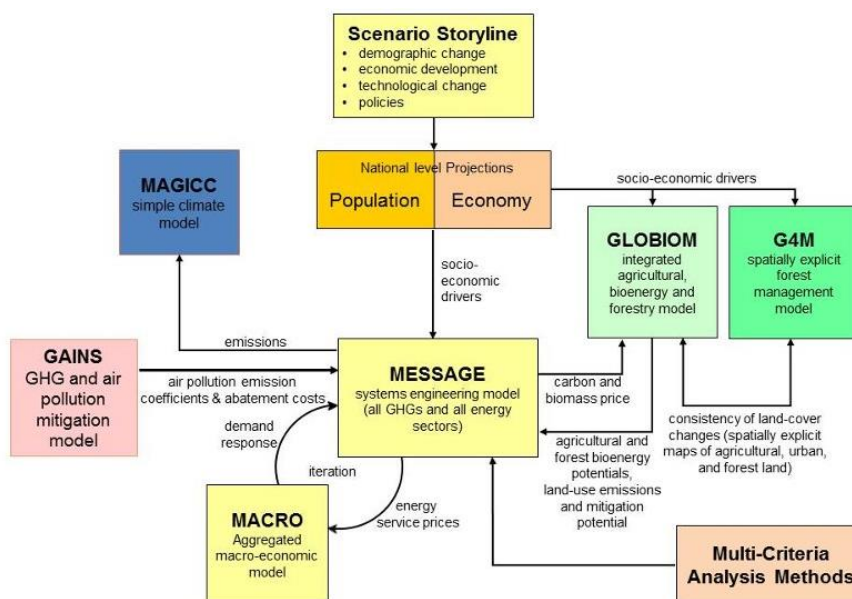 Scenario Storyline
• demographic change
• economic development
• technological change
• policies
National level Projections
Population
Economy
socio-economic drivers
MAGICC
simple climate
model
GLOBIOM
integrated
agricultural,
bioenergy and
forestry model
G4M
spatially explicit
forest
management
model
socio-
economic
drivers
emissions
GAINS
GHG and air
pollution
mitigation
model
air pollution emission
coefficients & abatement costs
MESSAGE
systems engineering model
(all GHGs and all energy
sectors)
carbon and
biomass price
consistency of land-cover
changes (spatially explicit
maps of agricultural, urban,
and forest land)
demand
response
iteration
agricultural and
forest bioenergy
potentials,
land-use emissions
and mitigation
potential
energy
service prices
MACRO
Aggregated
macro-economic
model
Multi-Criteria
Analysis Methods